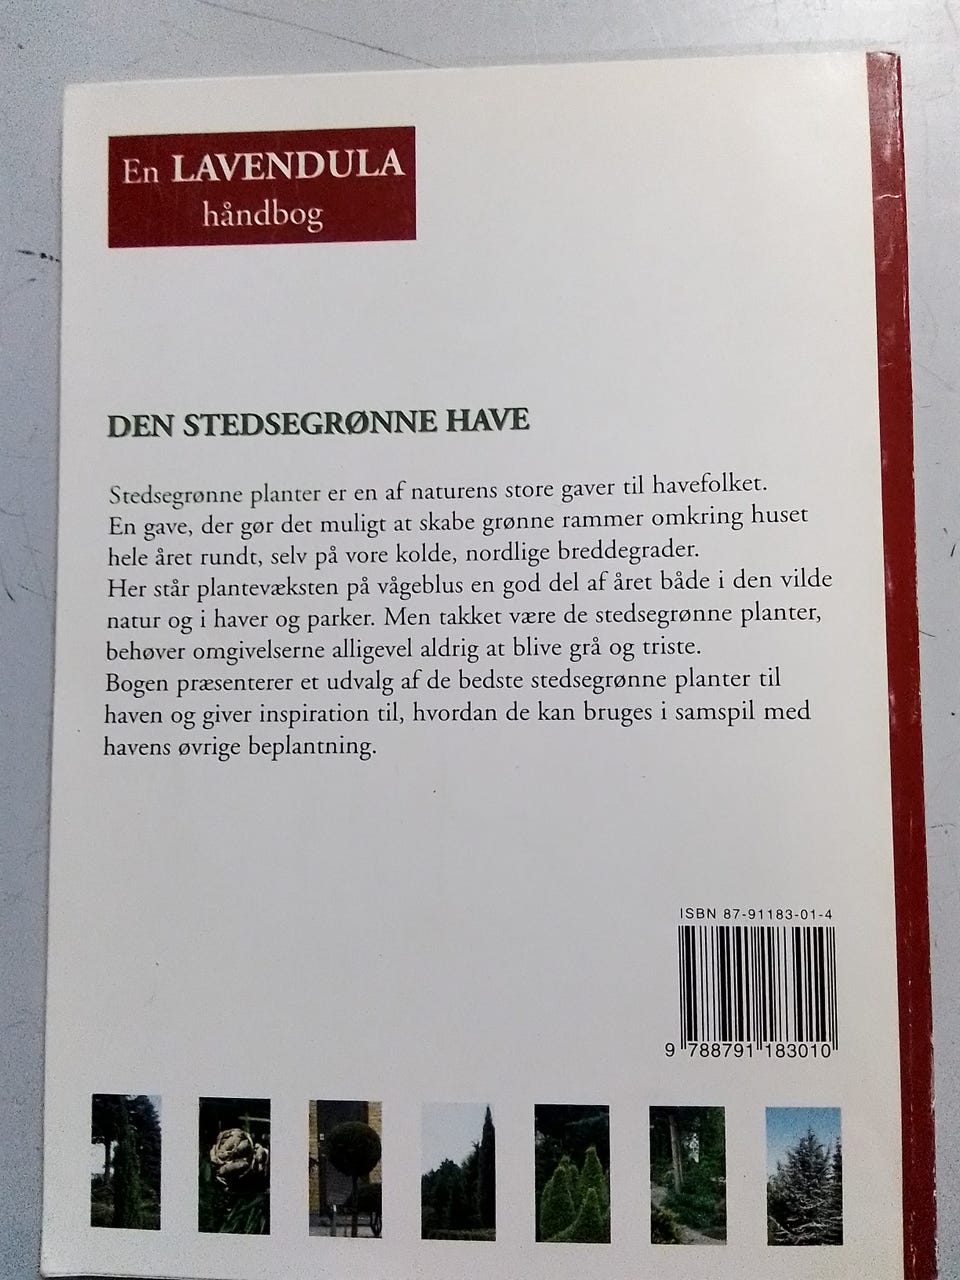 En LAVENDULA
håndbog
DEN STEDSEGRØNNE HAVE
Stedsegrønne planter er en af naturens store gaver til havefolket.
En gave, der gør det muligt at skabe grønne rammer omkring huset
hele året rundt, selv på vore kolde, nordlige breddegrader.
Her står plantevæksten på vågeblus en god del af året både i den vilde
natur og i haver og parker. Men takket være de stedsegrønne planter,
behøver omgivelserne alligevel aldrig at blive grå og triste.
Bogen præsenterer et udvalg af de bedste stedsegrønne planter til
haven og giver inspiration til, hvordan de kan bruges i samspil med
havens øvrige beplantning.
ISBN 87-91183-01-4
9 788791 183010